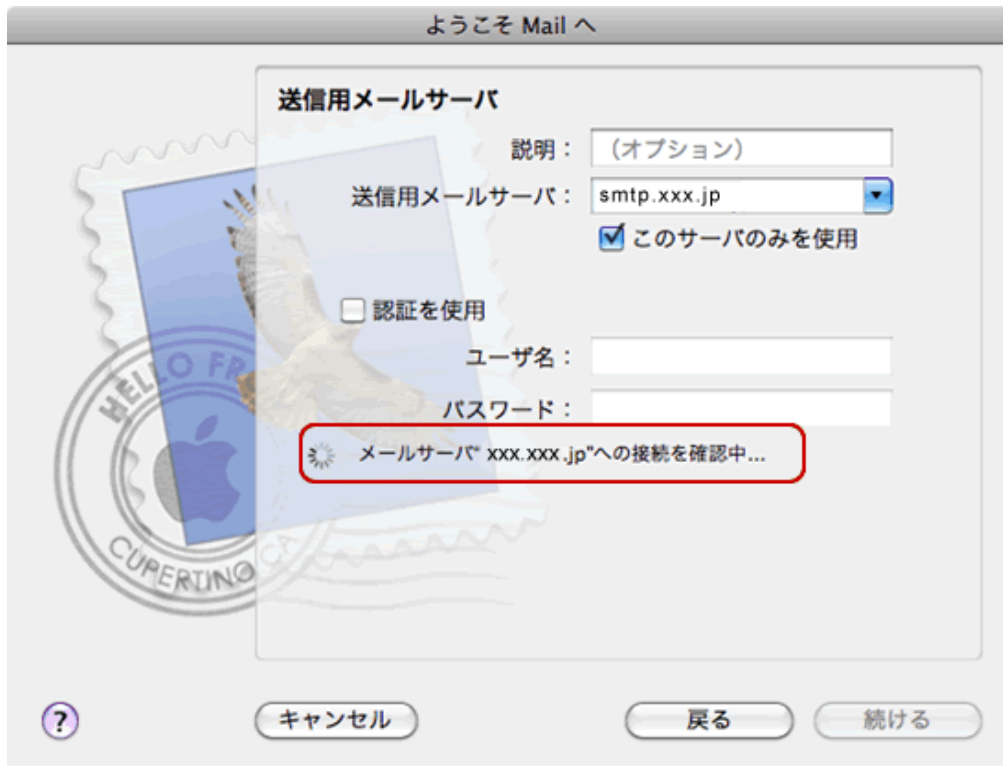 ようこそ Mail へ
送信用メールサーバ
説明：（オプション）
送信用メールサーバ：smtp.xxx.jp
このサーバのみを使用
認証を使用
ユーザ名：
パスワード：
メールサーバ“ xxx.xxx.jp”への接続を確認中...
HELLO FR
CUPERTINO CA
? キャンセル 戻る 続ける